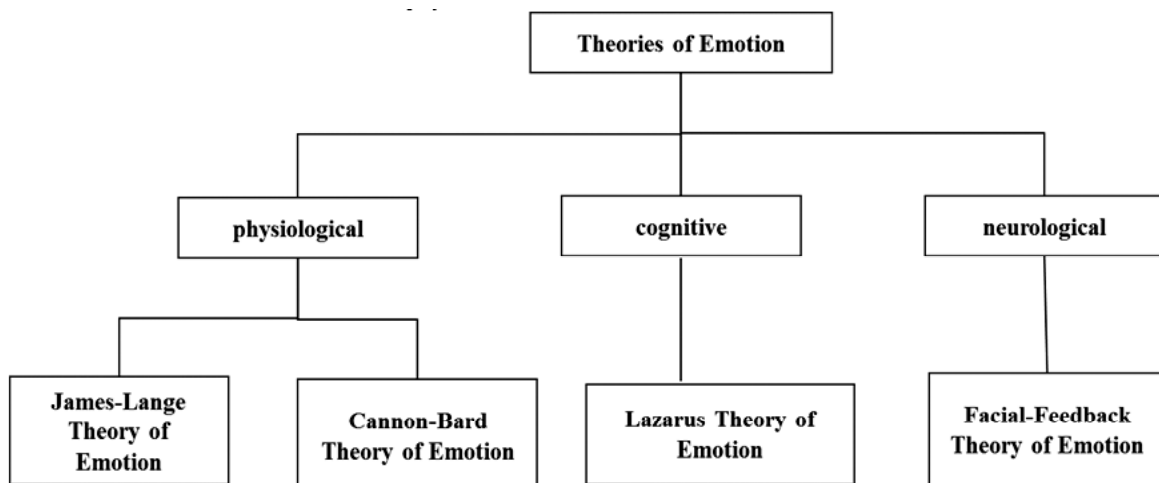 Theories of Emotion
physiological
cognitive
neurological
James-Lange
Theory of
Emotion
Cannon-Bard
Theory of Emotion
Lazarus Theory of
Emotion
Facial-Feedback
Theory of Emotion